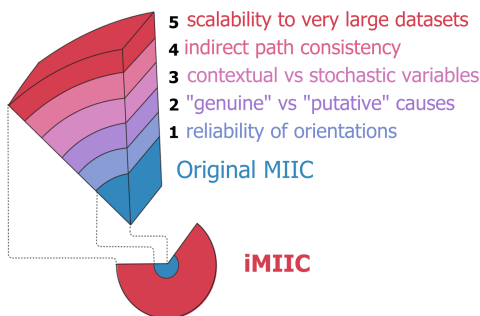 5 scalability to very large datasets
4 indirect path consistency
3 contextual vs stochastic variables
2 "genuine" vs "putative" causes
1 reliability of orientations
Original MIIC
iMIIC